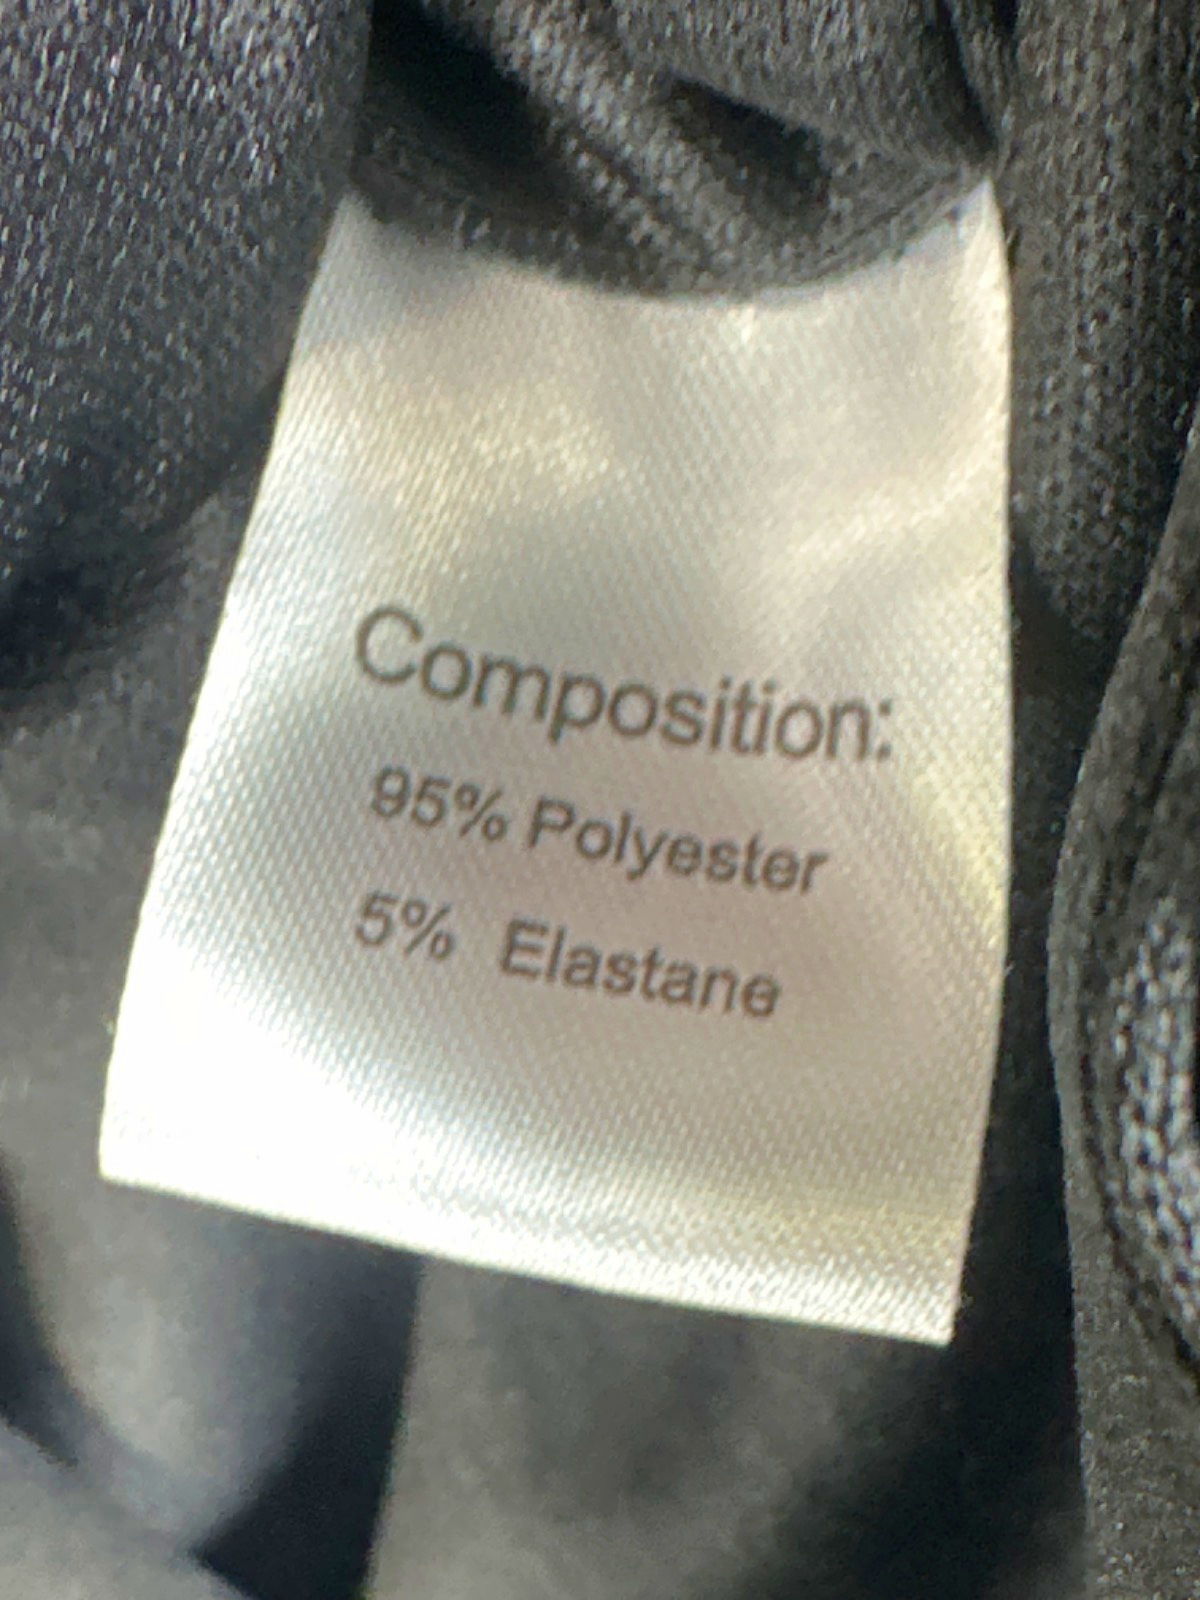 Composition:
95% Polyester
5% Elastane